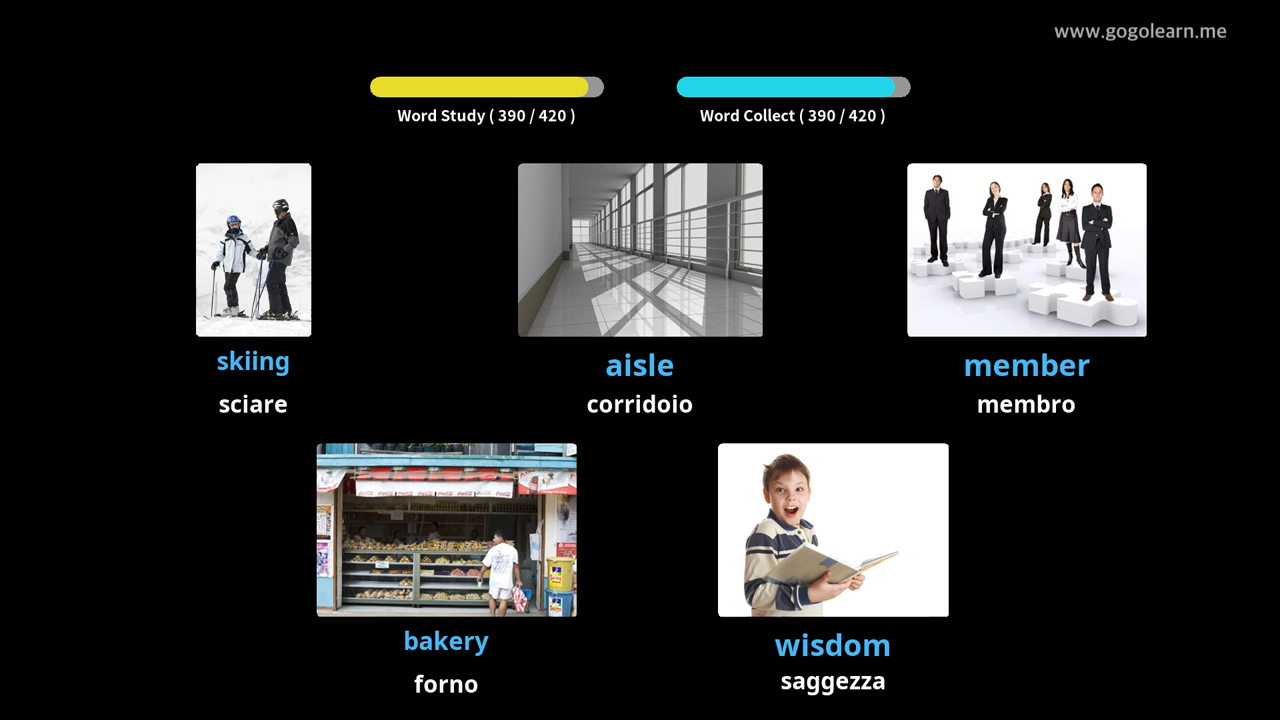 www.gogolearn.me
Word Study ( 390 / 420 )
Word Collect ( 390 / 420 )
skiing
sciare
aisle
corridoio
member
membro
bakery
forno
wisdom
saggezza